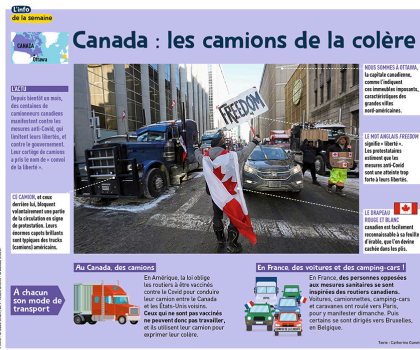 L'info
de la semaine
CANADA
Ottawa
Canada : les camions de la colère
L'ACTU
Depuis bientôt un mois,
des centaines de
camionneurs canadiens
manifestent contre les
mesures anti-Covid, qui
limitent leurs libertés, et
contre le gouvernement.
Leur cortège de camions
a pris le nom de « convoi
de la liberté ».
CE CAMION, et ceux
derrière lui, bloquent
volontairement une partie
de la circulation en signe
de protestation. Leurs
énormes capots brillants
sont typiques des trucks
(camions) américains.
FREEDOM
NOUS SOMMES À OTTAWA,
la capitale canadienne,
comme l'indiquent
ces immeubles imposants,
caractéristiques des
grandes villes
nord-américaines.
LE MOT ANGLAIS FREEDOM
signifie « liberté ».
Les protestataires
estiment que les
mesures anti-Covid
sont une atteinte trop
forte à leurs libertés.
LE DRAPEAU
ROUGE ET BLANC
canadien est facilement
reconnaissable à sa feuille
d'érable, que l'on devine
cachée dans les plis.
À chacun
son mode de
transport
Au Canada, des camions
En Amérique, la loi oblige
les routiers à être vaccinés
contre le Covid pour conduire
leur camion entre le Canada
et les États-Unis voisins.
Ceux qui ne sont pas vaccinés
ne peuvent donc pas travailler,
et ils utilisent leur camion pour
exprimer leur colère.
En France, des voitures et des camping-cars !
En France, des personnes opposées
aux mesures sanitaires se sont
inspirées des routiers canadiens.
Voitures, camionnettes, camping-cars
et caravanes ont roulé vers Paris,
pour y manifester dimanche. Puis
certains se sont dirigés vers Bruxelles,
en Belgique.
Texte : Catherine Ganet